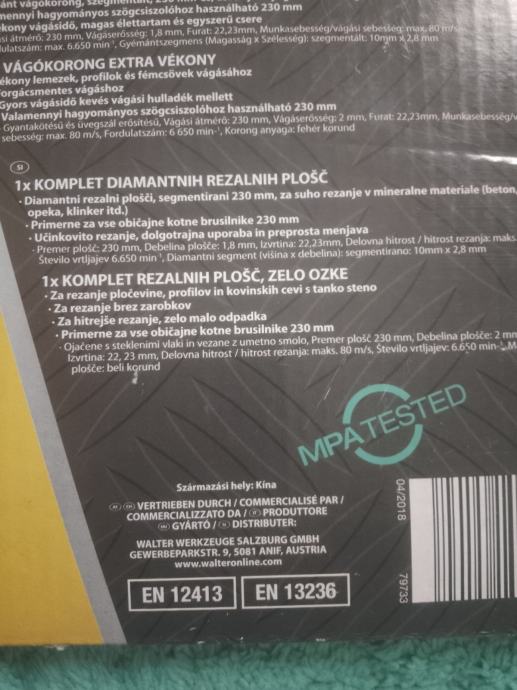 mennyi hagyományos szögcsiszolóhoz használható 230 mm
kony vágásidő, magas élettartam és egyszerű csere
si átmérő: 230 mm, Vágáserősség: 1,8 mm, Furat: 22,23mm, Munkasebesség/vágási sebesség: max. 80 m/s
dulatszám: max. 6.650 min⁻¹, Gyémántszegmens (Magasság x Szélesség): szegmentált: 10mm x 2,8 mm
VÁGÓKORONG EXTRA VÉKONY
ékony lemezek, profilok és fémcsövek vágásához
orgácsmentes vágáshoz
Gyors vágásidő kevés vágási hulladék mellett
Valamennyi hagyományos szögcsiszolóhoz használható 230 mm
Gyantakötésű és üvegszál erősítésű, Vágási átmérő: 230 mm, Vágáserősség: 2 mm, Furat: 22,23mm, Munkasebesség/v
sebesség: max. 80 m/s, Fordulatszám: 6 650 min-¹, Korong anyaga: fehér korund
SI
1x KOMPLET DIAMANTNIH REZALNIH PLOŠČ
· Diamantni rezalni plošči, segmentirani 230 mm, za suho rezanje v mineralne materiale (beton,
opeka, klinker itd.)
· Primerne za vse običajne kotne brusilnike 230 mm
· Učinkovito rezanje, dolgotrajna uporaba in preprosta menjava
· Premer plošč: 230 mm, Debelina plošče: 1,8 mm, Izvrtina: 22,23mm, Delovna hitrost / hitrost rezanja: maks.
Število vrtljajev 6.650 min⁻¹, Diamantni segment (višina x debelina): segmentirano: 10mm x 2,8 mm
1x KOMPLET REZALNIH PLOŠČ, ZELO OZKE
· Za rezanje pločevine, profilov in kovinskih cevi s tanko steno
· Za rezanje brez zarobkov
· Za hitrejše rezanje, zelo malo odpadka
· Primerne za vse običajne kotne brusilnike 230 mm
· Ojačene s steklenimi vlaki in vezane z umetno smolo, Premer plošč 230 mm, Debelina plošče: 2 mm
Izvrtina: 22, 23 mm, Delovna hitrost / hitrost rezanja: maks. 80 m/s, Število vrtljajev: 6.650 min-¹, M
plošče: beli korund
MPA TESTED
Származási hely: Kína
VERTRIEBEN DURCH / COMMERCIALISÉ PAR /
COMMERCIALIZZATO DA / PRODUTTORE
GYÁRTÓ / DISTRIBUTER:
WALTER WERKZEUGE SALZBURG GMBH
GEWERBEPARKSTR. 9, 5081 ANIF, AUSTRIA
www.walteronline.com
EN 12413
EN 13236
04/2018
79733